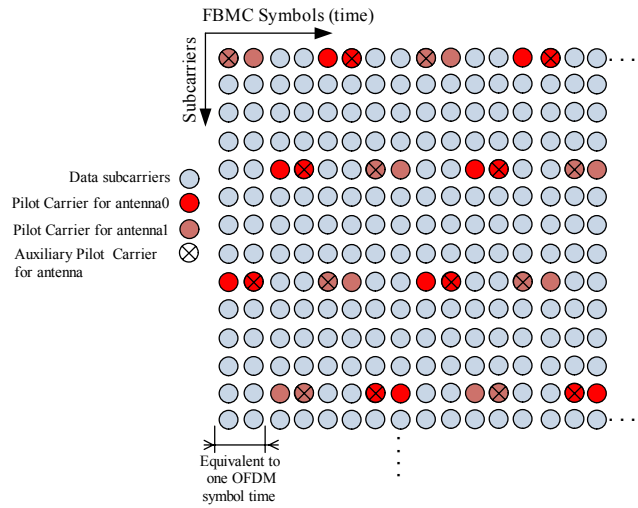 FBMC Symbols (time)
Subcarriers
Data subcarriers
Pilot Carrier for antenna0
Pilot Carrier for antenna1
Auxiliary Pilot Carrier
for antenna
Equivalent to
one OFDM
symbol time